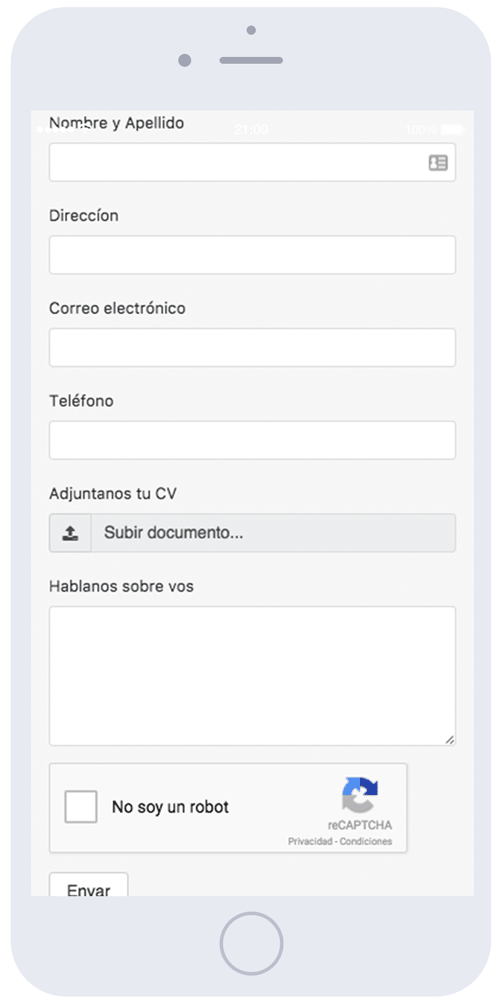 Nombre y Apellido
21:00
100%
Direccíon
Correo electrónico
Teléfono
Adjuntanos tu CV
Subir documento...
Hablanos sobre vos
No soy un robot
reCAPTCHA
Privacidad - Condiciones
Envar